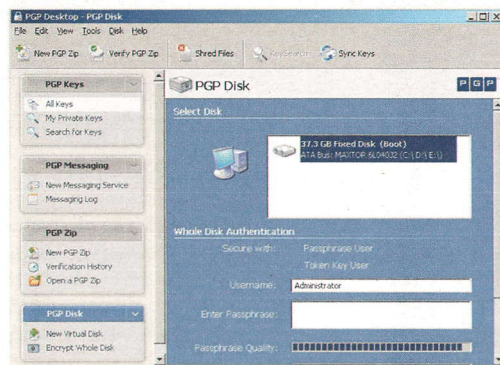 PGP Desktop - PGP Disk
File Edit View Tools Disk Help
New PGP Zip Verify PGP Zip Shred Files Key Search Sync Keys
PGP Keys
All Keys
My Private Keys
Search for Keys
PGP Messaging
New Messaging Service
Messaging Log
PGP Zip
New PGP Zip
Verification History
Open a PGP Zip
PGP Disk
New Virtual Disk
Encrypt Whole Disk
PGP Disk
PGP
Select Disk
37.3 GB Fixed Disk (Boot)
ATA Bus: MAXTOR 6L040J2 (C:\ D:\ E:\)
Whole Disk Authentication
Secure with: Passphrase User
Token Key User
Username: Administrator
Enter Passphrase:
Passphrase Quality: